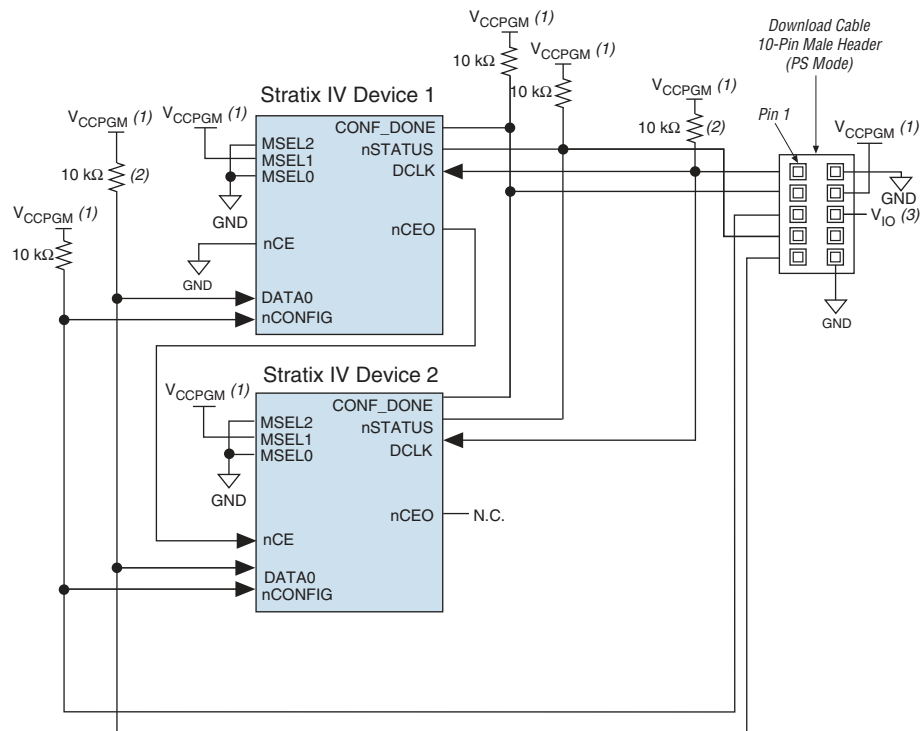 VCCPGM (1)
VCCPGM (1)
Download Cable
10-Pin Male Header
(PS Mode)
10 kΩ
10 kΩ
VCCPGM (1)
Pin 1
VCCPGM (1)
Stratix IV Device 1
VCCPGM (1)
10 kΩ (2)
VCCPGM (1)
10 kΩ (2)
VCCPGM (1)
10 kΩ
MSEL2
MSEL1
MSEL0
GND
nCE
GND
DATA0
nCONFIG
CONF_DONE
nSTATUS
DCLK
nCEO
GND
VIO (3)
GND
Stratix IV Device 2
VCCPGM (1)
MSEL2
MSEL1
MSEL0
GND
nCE
DATA0
nCONFIG
CONF_DONE
nSTATUS
DCLK
nCEO
N.C.